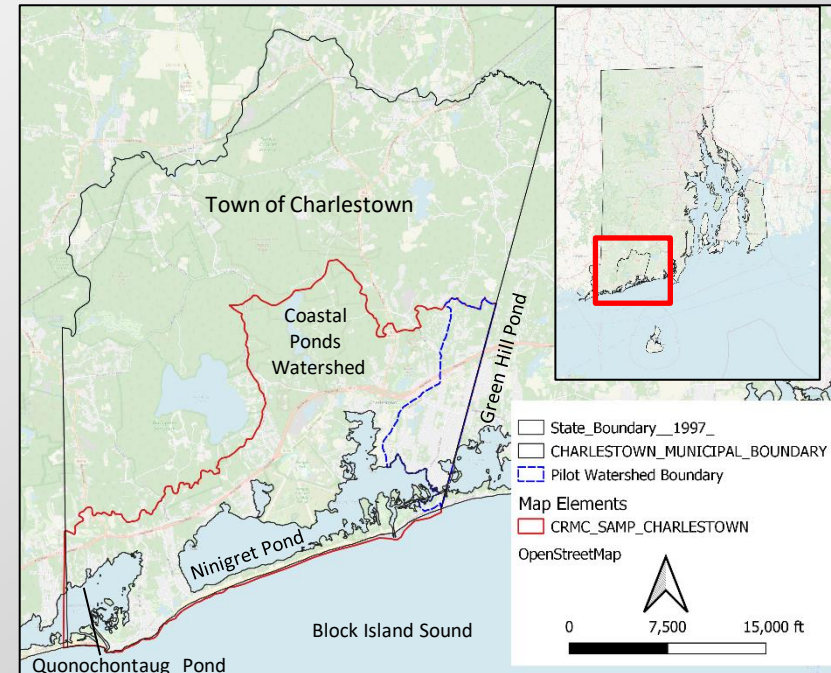 Town of Charlestown
Coastal
Ponds
Watershed
Green Hill Pond
Ninigret Pond
Block Island Sound
Quonochontaug Pond
State_Boundary__1997_
CHARLESTOWN_MUNICIPAL_BOUNDARY
Pilot Watershed Boundary
Map Elements
CRMC_SAMP_CHARLESTOWN
OpenStreetMap
0 7,500 15,000 ft